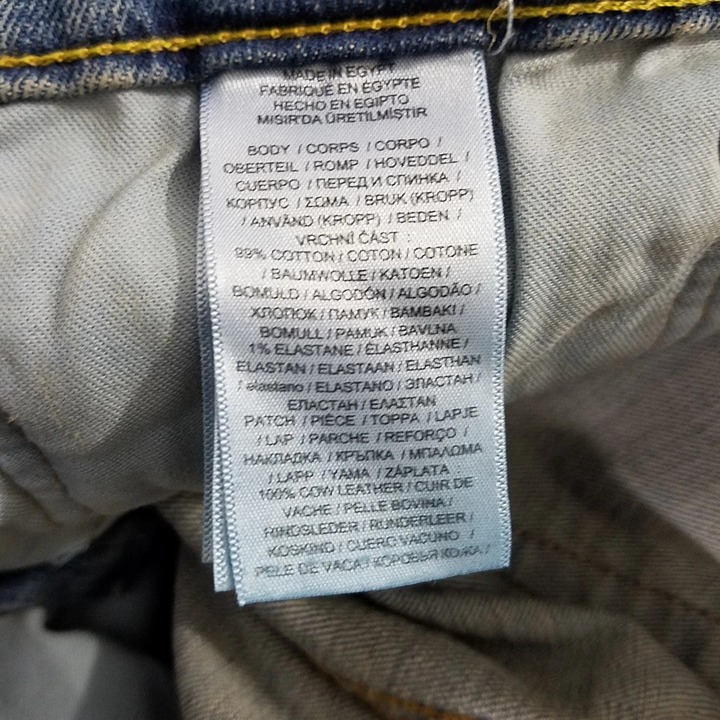 MADE IN EGYPT
FABRIQUÉ EN ÉGYPTE
HECHO EN EGIPTO
MISIR'DA ÜRETİLMİŞTİR
BODY / CORPS / CORPO /
OBERTEIL / ROMP / HOVEDDEL /
CUERPO / ПЕРЕД И СПИНКА /
КОРПУС / ΣΩΜΑ / BRUK (KROPP)
/ ANVÄND (KROPP) / BEDEN /
VRCHNÍ ČÁST :
99% COTTON / COTON / COTONE
/ BAUMWOLLE / KATOEN /
BOMULD / ALGODÓN / ALGODÃO /
ХЛОПОК / ПАМУК / ΒΑΜΒΑΚΙ /
BOMULL / PAMUK / BAVLNA
1% ELASTANE / ÉLASTHANNE /
ELASTAN / ELASTAAN / ELASTHAN
/ elastano / ELASTANO / ЭЛАСТАН /
ЕЛАСТАН / ΕΛΑΣΤΑΝ
PATCH / PIÈCE / TOPPA / LAPJE
/ LAP / PARCHE / REFORÇO /
НАКЛАДКА / КРЪПКА / ΜΠΑΛΩΜΑ
/ LAPP / YAMA / ZÁPLATA
100% COW LEATHER / CUIR DE
VACHE / PELLE BOVINA /
RINDSLEDER / RUNDERLEER /
KOSKIND / CUERO VACUNO /
PELE DE VACA / КОРОВЬЯ КОЖА /